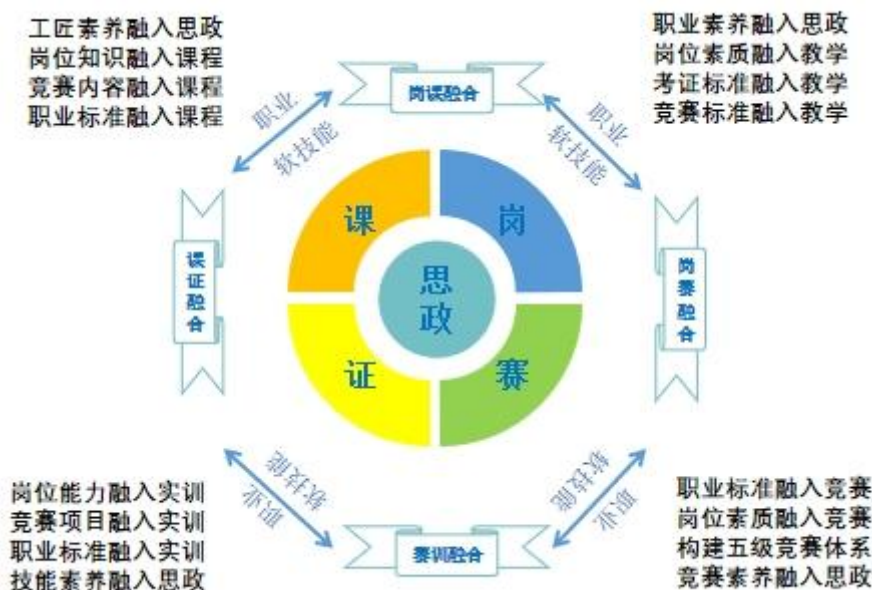 工匠素养融入思政
岗位知识融入课程
竞赛内容融入课程
职业标准融入课程
职业素养融入思政
岗位素质融入教学
考证标准融入教学
竞赛标准融入教学
岗课融合
职业
软技能
职业
软技能
课
岗
思政
证
赛
课证融合
岗赛融合
软技能
职业
软技能
职业
赛训融合
岗位能力融入实训
竞赛项目融入实训
职业标准融入实训
技能素养融入思政
职业标准融入竞赛
岗位素质融入竞赛
构建五级竞赛体系
竞赛素养融入思政